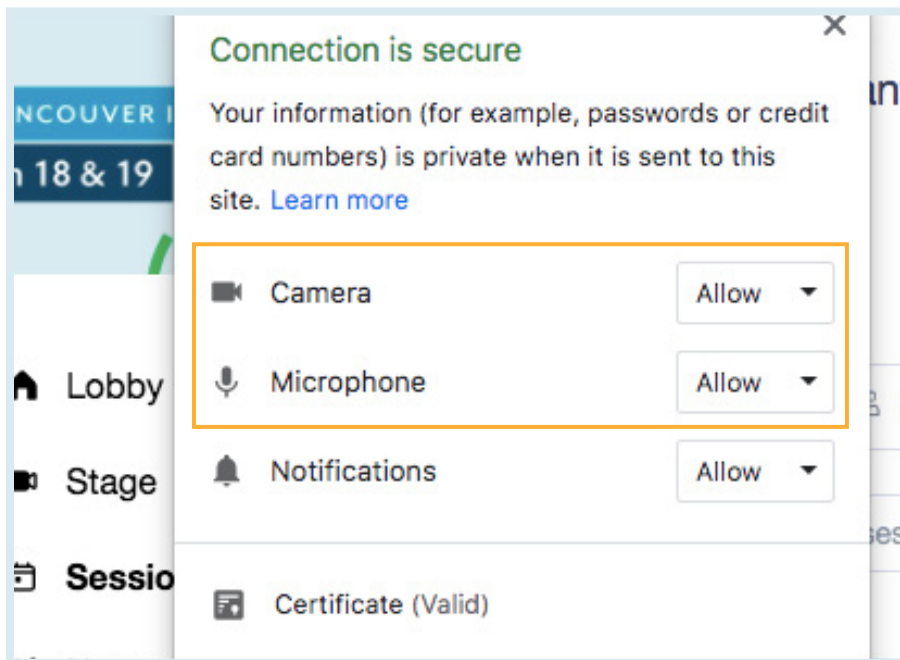 Connection is secure
Your information (for example, passwords or credit
card numbers) is private when it is sent to this
site. Learn more
Camera Allow
Microphone Allow
Notifications Allow
Certificate (Valid)
NCOUVER I
18 & 19
Lobby
Stage
Sessio